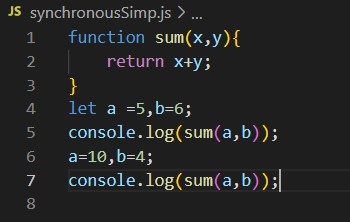 JS synchronousSimp.js > ...
1 function sum(x,y){
2     return x+y;
3 }
4 let a =5,b=6;
5 console.log(sum(a,b));
6 a=10,b=4;
7 console.log(sum(a,b));
8